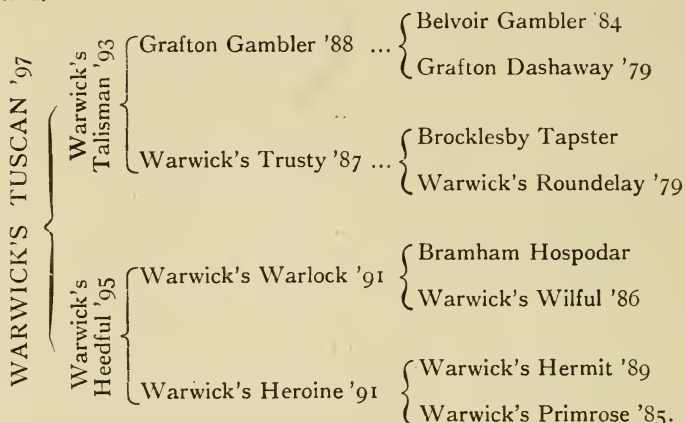 WARWICK'S TUSCAN '97
Warwick's
Talisman '93
Grafton Gambler '88 ...
Belvoir Gambler '84
Grafton Dashaway '79
Warwick's Trusty '87 ...
Brocklesby Tapster
Warwick's Roundelay '79
Warwick's
Heedful '95
Warwick's Warlock '91
Bramham Hospodar
Warwick's Wilful '86
Warwick's Heroine '91
Warwick's Hermit '89
Warwick's Primrose '85.